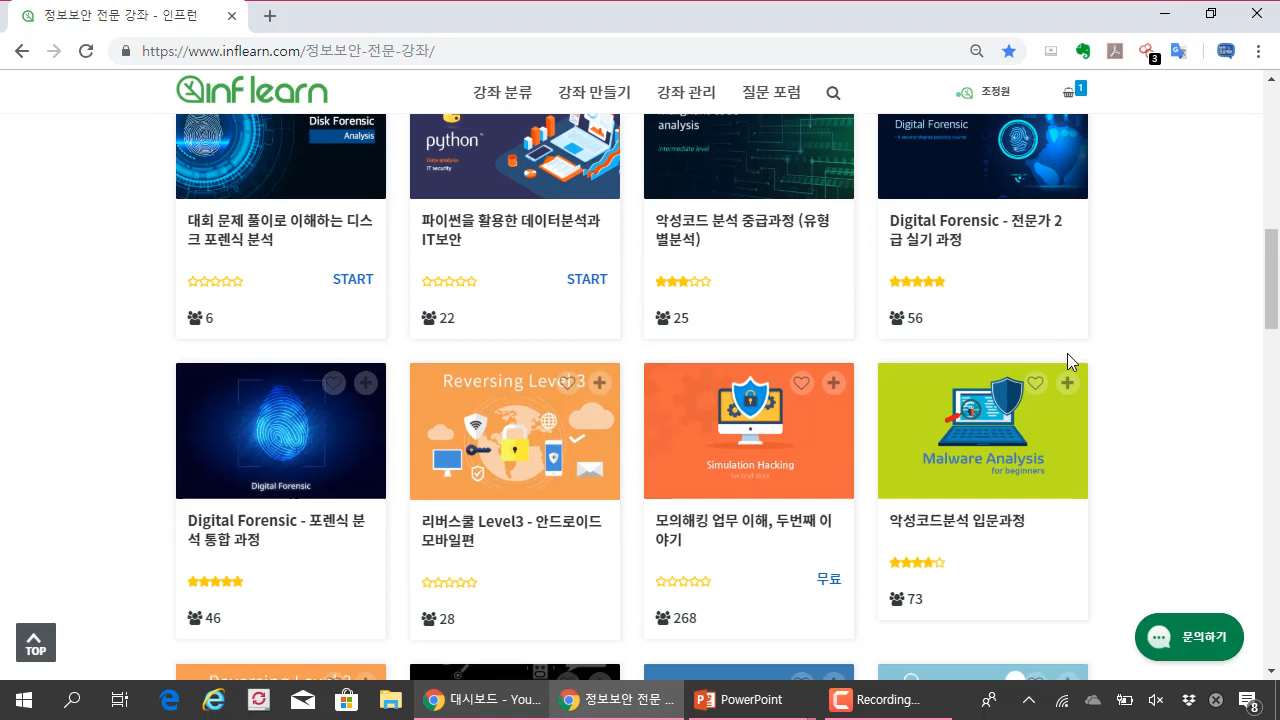 정보보안 전문 강좌 - 인프런
https://www.inflearn.com/정보보안-전문-강좌/
3
inflearn
강좌 분류
강좌 만들기
강좌 관리
질문 포럼
조정원
1
Disk Forensic
Analysis
python
Data analysis
IT security
analysis
intermediate level
Digital Forensic
대회 문제 풀이로 이해하는 디스
크 포렌식 분석
START
6
파이썬을 활용한 데이터분석과
IT보안
START
22
악성코드 분석 중급과정 (유형
별분석)
25
Digital Forensic - 전문가 2
급 실기 과정
56
Digital Forensic
Reversing Level3
Simulation Hacking
second story
Malware Analysis
for beginners
Digital Forensic - 포렌식 분
석 통합 과정
46
리버스쿨 Level3 - 안드로이드
모바일편
28
모의해킹 업무 이해, 두번째 이
야기
무료
268
악성코드분석 입문과정
73
TOP
문의하기
대시보드 - You...
정보보안 전문 ...
PowerPoint
Recording...
8